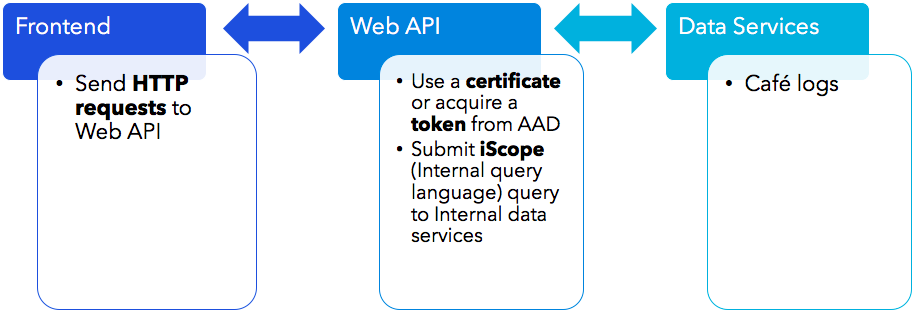 Frontend
• Send HTTP
requests to
Web API
Web API
• Use a certificate
or acquire a
token from AAD
• Submit iScope
(Internal query
language) query
to Internal data
services
Data Services
• Café logs